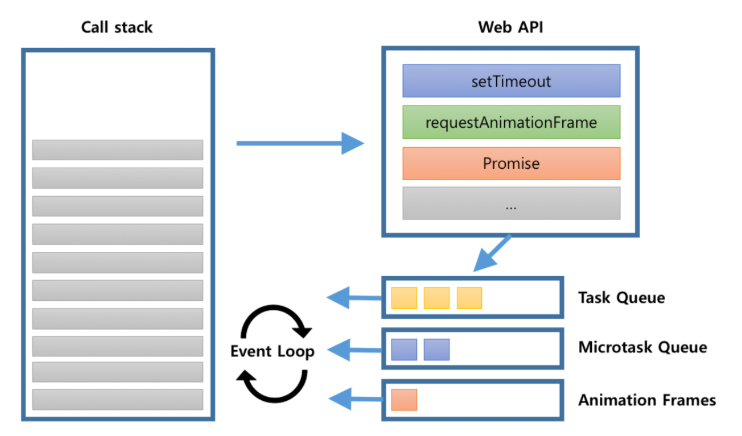 Call stack
Web API
setTimeout
requestAnimationFrame
Promise
...
Task Queue
Event Loop
Microtask Queue
Animation Frames